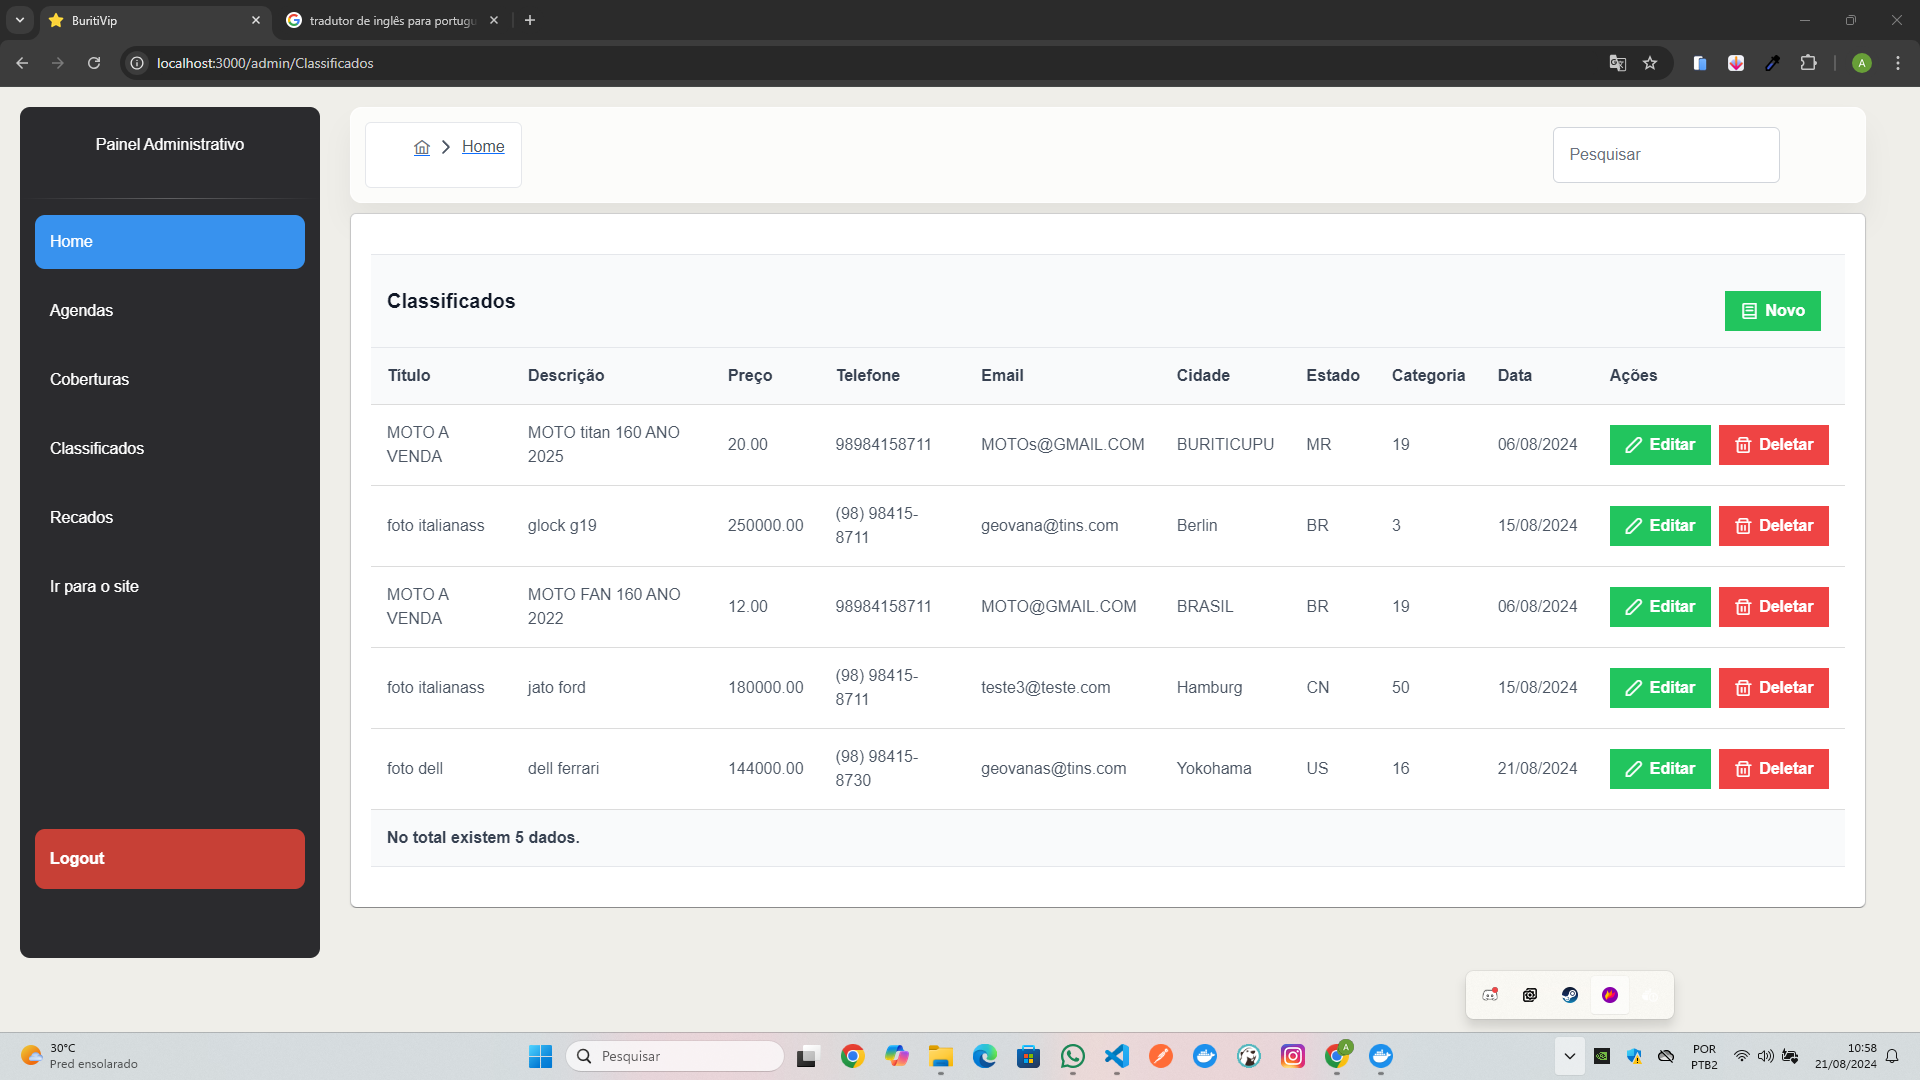 BuritiVip
tradutor de inglês para portugu
localhost:3000/admin/Classificados
A
Painel Administrativo
Home
Agendas
Coberturas
Classificados
Recados
Ir para o site
Logout
Home
Pesquisar
Classificados
Novo
Título Descrição Preço Telefone Email Cidade Estado Categoria Data Ações
MOTO A VENDA MOTO titan 160 ANO 2025 20.00 98984158711 MOTOs@GMAIL.COM BURITICUPU MR 19 06/08/2024 Editar Deletar
foto italianass glock g19 250000.00 (98) 98415-8711 geovana@tins.com Berlin BR 3 15/08/2024 Editar Deletar
MOTO A VENDA MOTO FAN 160 ANO 2022 12.00 98984158711 MOTO@GMAIL.COM BRASIL BR 19 06/08/2024 Editar Deletar
foto italianass jato ford 180000.00 (98) 98415-8711 teste3@teste.com Hamburg CN 50 15/08/2024 Editar Deletar
foto dell dell ferrari 144000.00 (98) 98415-8730 geovanas@tins.com Yokohama US 16 21/08/2024 Editar Deletar
No total existem 5 dados.
30°C
Pred ensolarado
Pesquisar
A
POR
PTB2
10:58
21/08/2024